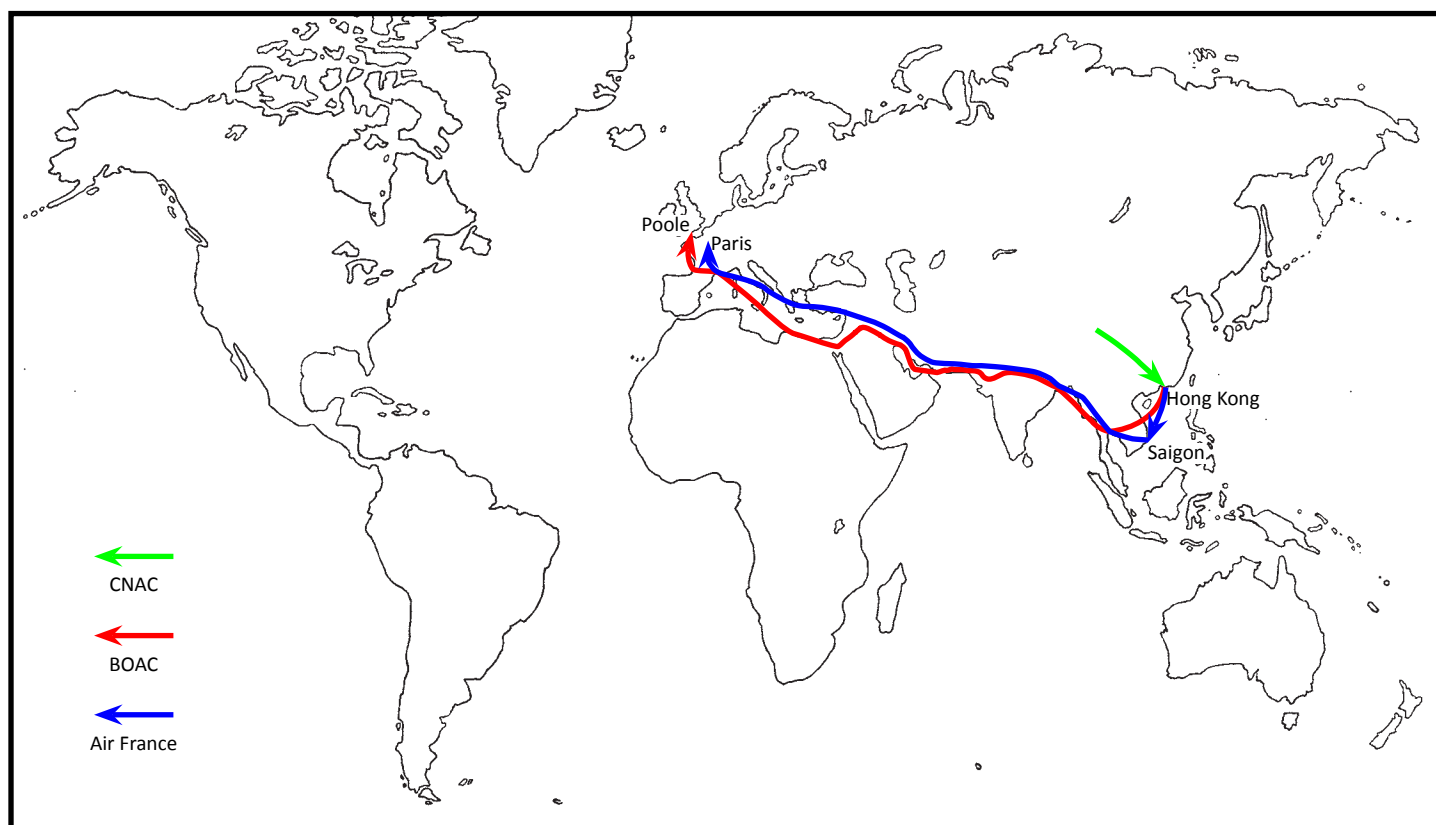 Poole
Paris
Hong Kong
Saigon
CNAC
BOAC
Air France